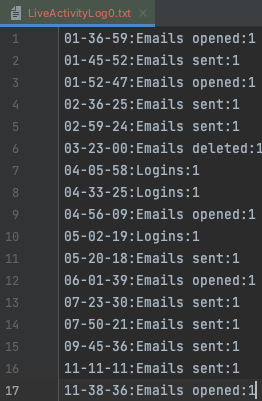 LiveActivityLog0.txt
1 01-36-59:Emails opened:1
2 01-45-52:Emails sent:1
3 01-52-47:Emails opened:1
4 02-36-25:Emails sent:1
5 02-59-24:Emails sent:1
6 03-23-00:Emails deleted:1
7 04-05-58:Logins:1
8 04-33-25:Logins:1
9 04-56-09:Emails opened:1
10 05-02-19:Logins:1
11 05-20-18:Emails sent:1
12 06-01-39:Emails opened:1
13 07-23-30:Emails sent:1
14 07-50-21:Emails sent:1
15 09-45-36:Emails sent:1
16 11-11-11:Emails sent:1
17 11-38-36:Emails opened:1